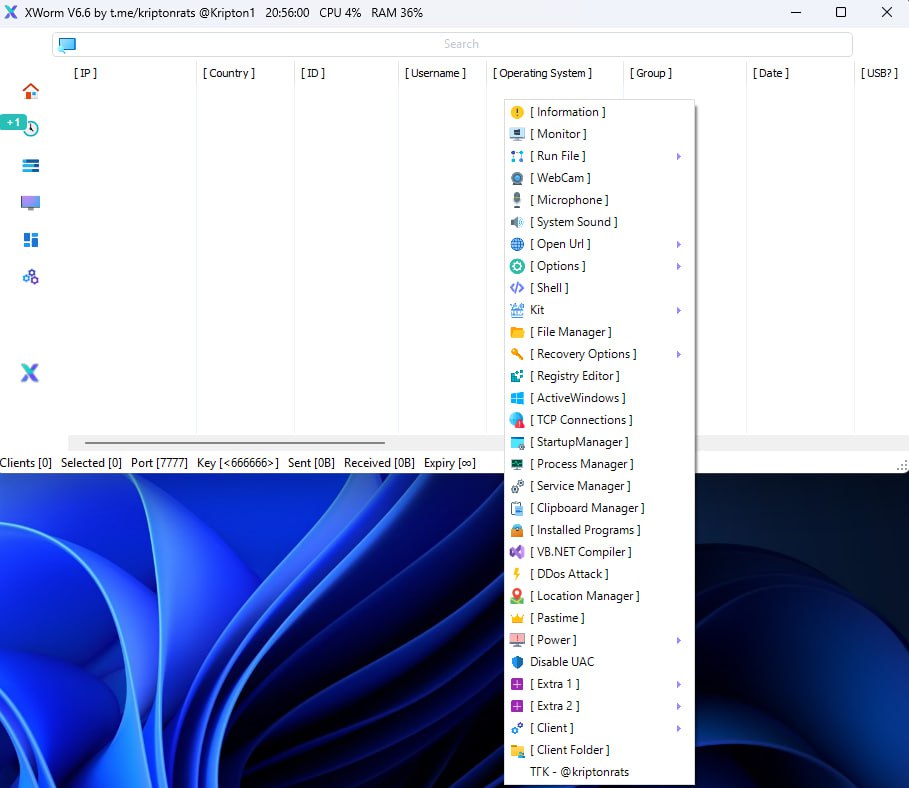 XWorm V6.6 by t.me/kriptonrats @Kripton1 20:56:00 CPU 4% RAM 36%
Search
[ IP ] [ Country ] [ ID ] [ Username ] [ Operating System ] [ Group ] [ Date ] [ USB? ]
+1
[ Information ]
[ Monitor ]
[ Run File ]
[ WebCam ]
[ Microphone ]
[ System Sound ]
[ Open Url ]
[ Options ]
[ Shell ]
Kit
[ File Manager ]
[ Recovery Options ]
[ Registry Editor ]
[ ActiveWindows ]
[ TCP Connections ]
[ StartupManager ]
[ Process Manager ]
[ Service Manager ]
[ Clipboard Manager ]
[ Installed Programs ]
[ VB.NET Compiler ]
[ DDos Attack ]
[ Location Manager ]
[ Pastime ]
[ Power ]
Disable UAC
[ Extra 1 ]
[ Extra 2 ]
[ Client ]
[ Client Folder ]
ТГК - @kriptonrats
Clients [0] Selected [0] Port [7777] Key [<666666>] Sent [0B] Received [0B] Expiry [∞]